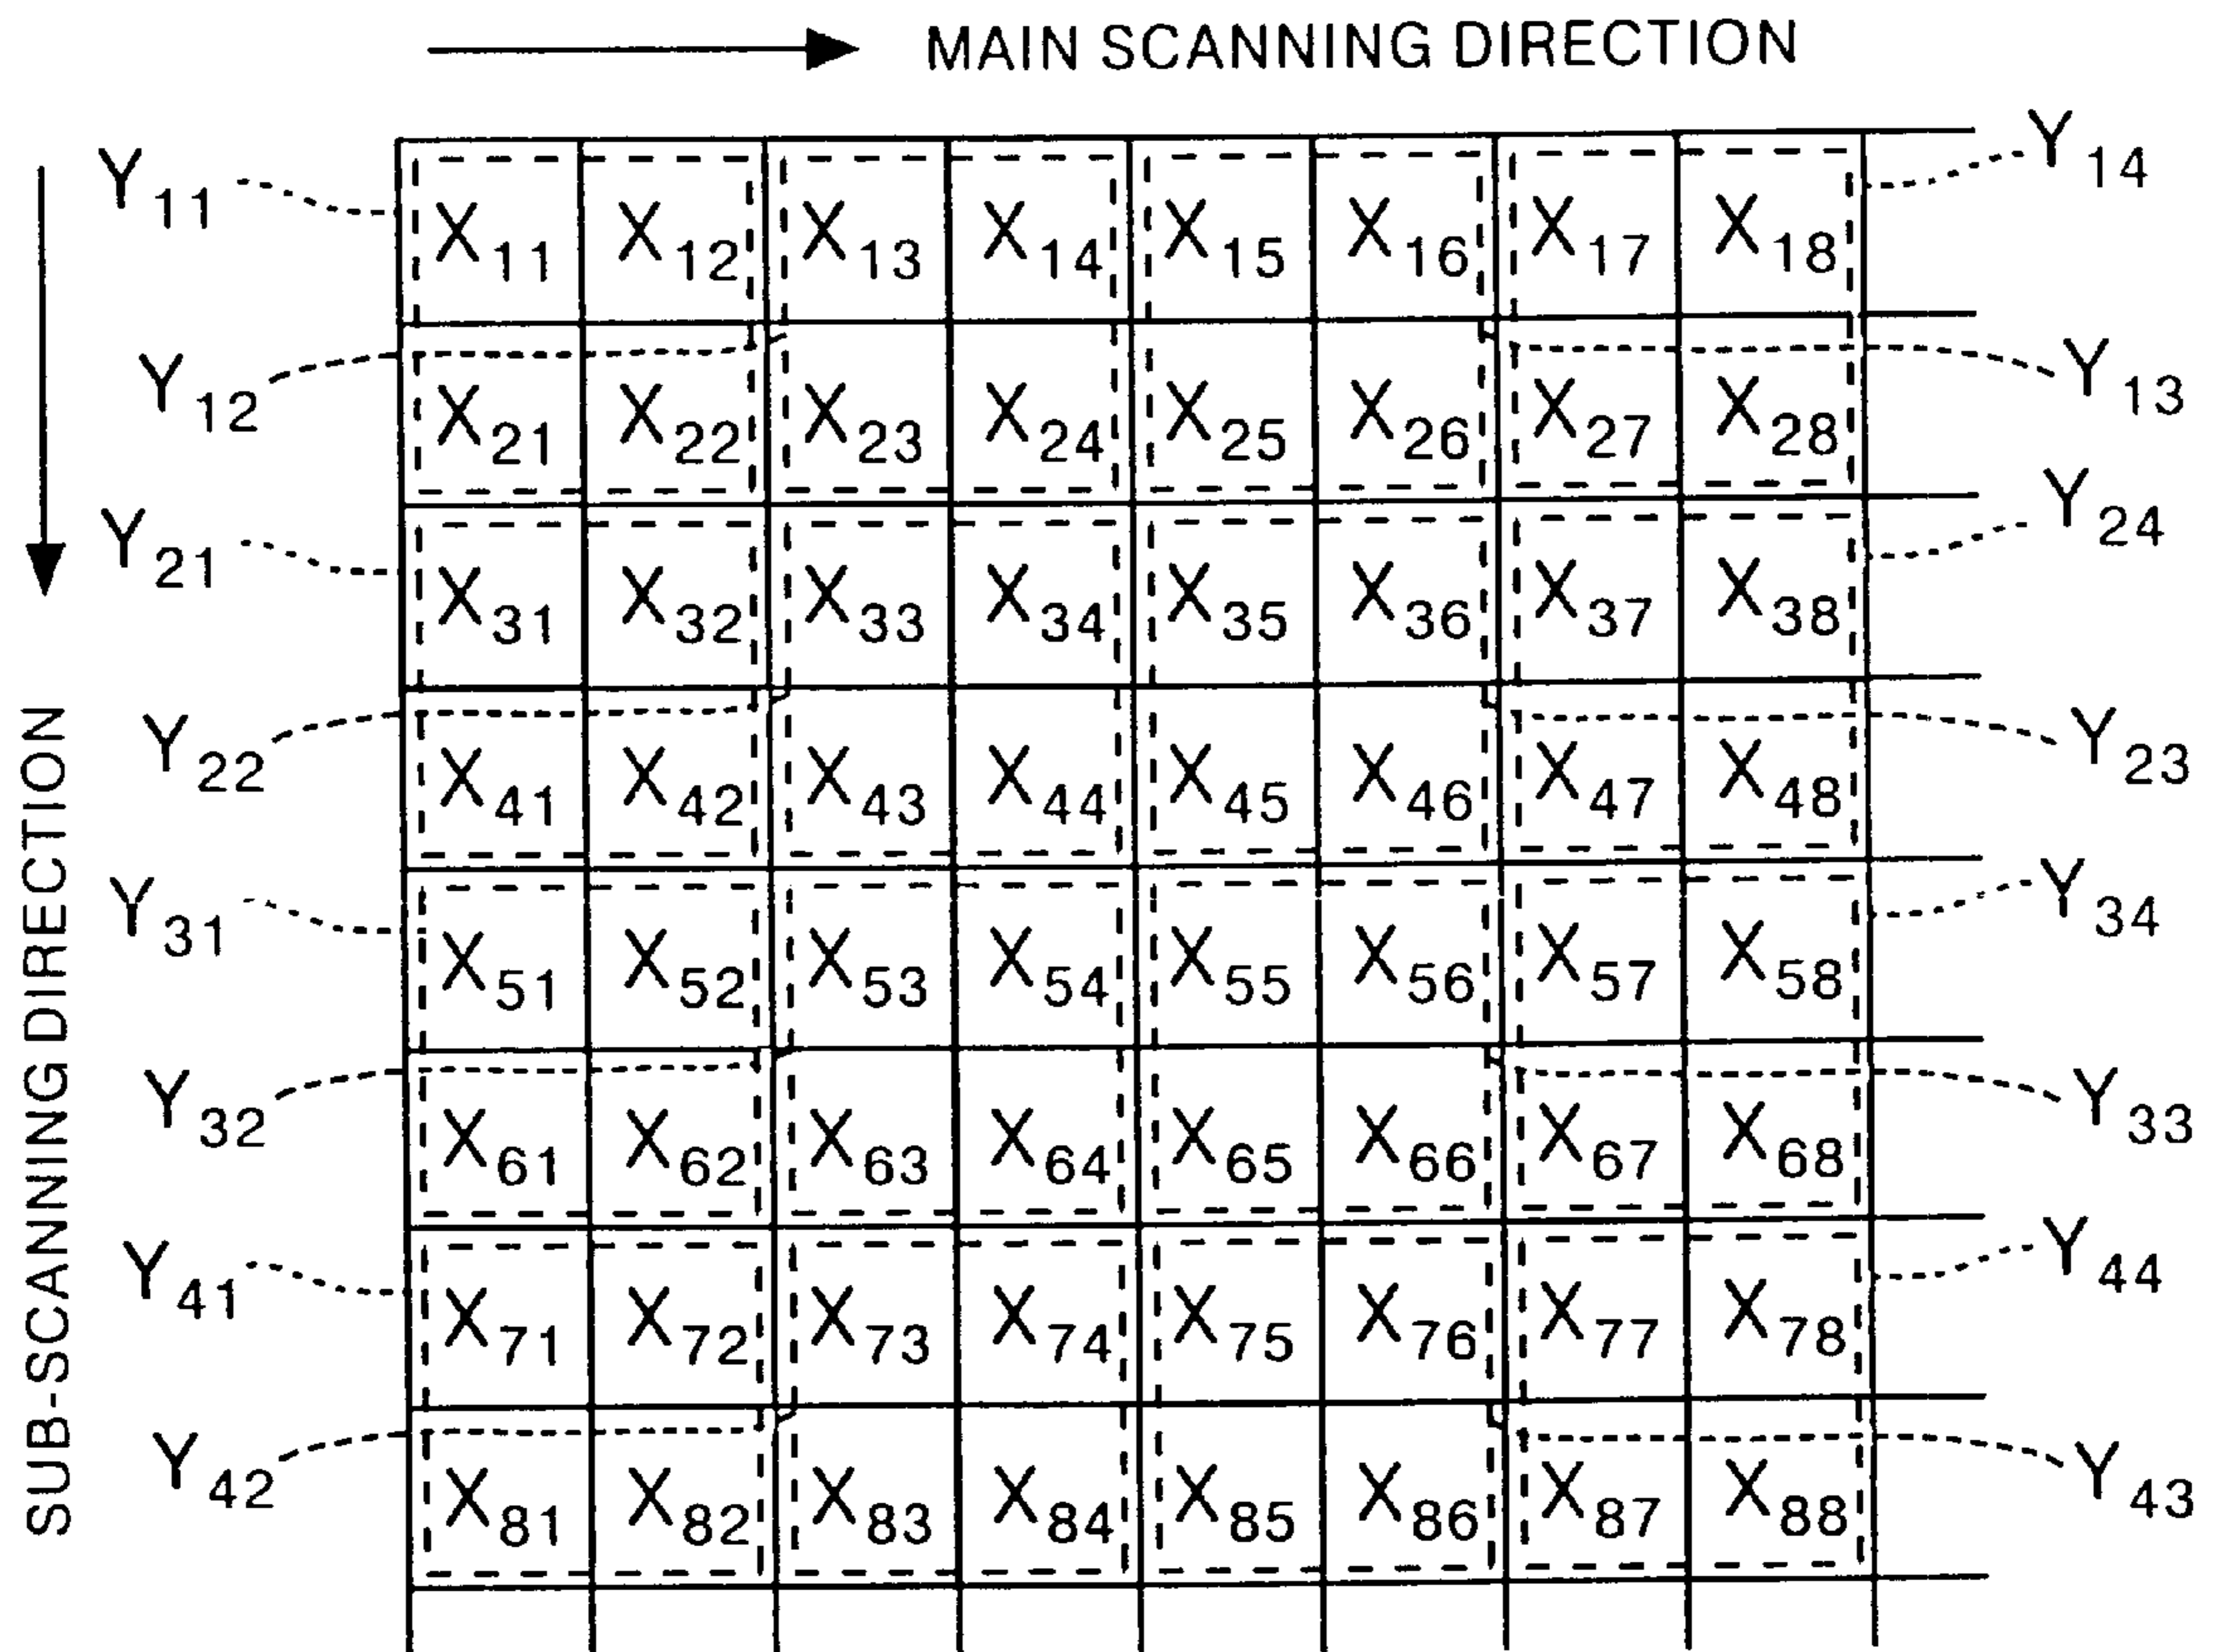 MAIN SCANNING DIRECTION
SUB-SCANNING DIRECTION
Y11 X11 X12 X13 X14 X15 X16 X17 X18 Y14
Y12 X21 X22 X23 X24 X25 X26 X27 X28 Y13
Y21 X31 X32 X33 X34 X35 X36 X37 X38 Y24
Y22 X41 X42 X43 X44 X45 X46 X47 X48 Y23
Y31 X51 X52 X53 X54 X55 X56 X57 X58 Y34
Y32 X61 X62 X63 X64 X65 X66 X67 X68 Y33
Y41 X71 X72 X73 X74 X75 X76 X77 X78 Y44
Y42 X81 X82 X83 X84 X85 X86 X87 X88 Y43